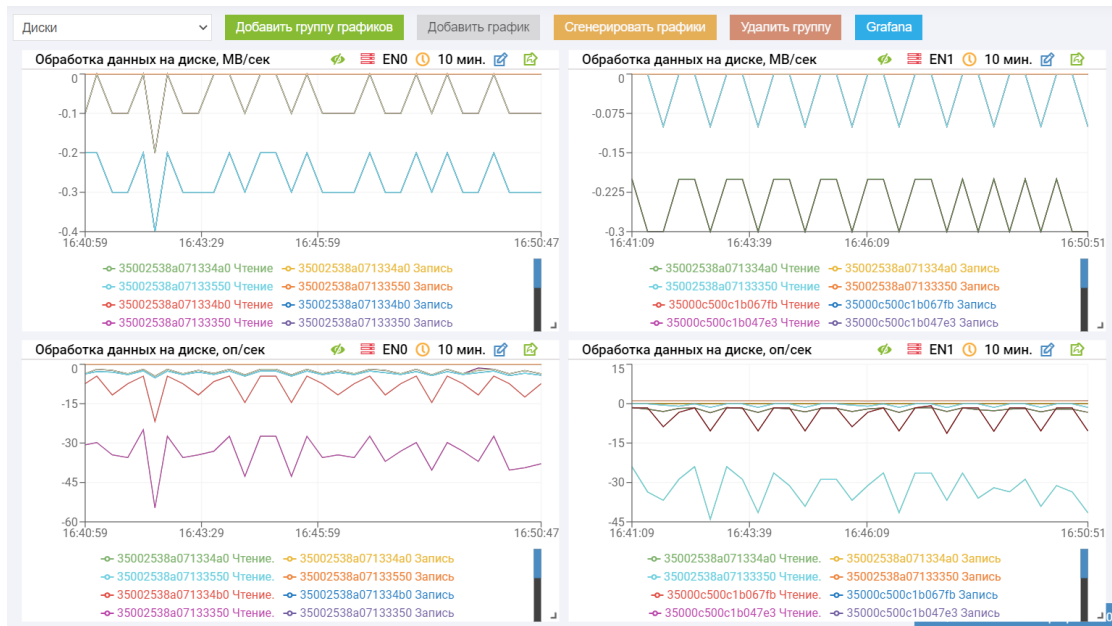 Диски Добавить группу графиков Добавить график Сгенерировать графики Удалить группу Grafana
Обработка данных на диске, МВ/сек EN0 10 мин.
0
-0.1
-0.2
-0.3
-0.4
16:40:59 16:43:29 16:45:59 16:50:47
35002538a071334a0 Чтение 35002538a071334a0 Запись
35002538a07133550 Чтение 35002538a07133550 Запись
35002538a071334b0 Чтение 35002538a071334b0 Запись
35002538a07133350 Чтение 35002538a07133350 Запись
Обработка данных на диске, МВ/сек EN1 10 мин.
0
-0.075
-0.15
-0.225
-0.3
16:41:09 16:43:39 16:46:09 16:50:51
35002538a071334a0 Чтение 35002538a071334a0 Запись
35002538a07133350 Чтение 35002538a07133350 Запись
35000c500c1b067fb Чтение 35000c500c1b067fb Запись
35000c500c1b047e3 Чтение 35000c500c1b047e3 Запись
Обработка данных на диске, оп/сек EN0 10 мин.
0
-15
-30
-45
-60
16:40:59 16:43:29 16:45:59 16:50:47
35002538a071334a0 Чтение. 35002538a071334a0 Запись
35002538a07133550 Чтение. 35002538a07133550 Запись
35002538a071334b0 Чтение. 35002538a071334b0 Запись
35002538a07133350 Чтение. 35002538a07133350 Запись
Обработка данных на диске, оп/сек EN1 10 мин.
15
0
-15
-30
-45
16:41:09 16:43:39 16:46:09 16:50:51
35002538a071334a0 Чтение. 35002538a071334a0 Запись
35002538a07133350 Чтение. 35002538a07133350 Запись
35000c500c1b067fb Чтение. 35000c500c1b067fb Запись
35000c500c1b047e3 Чтение. 35000c500c1b047e3 Запись